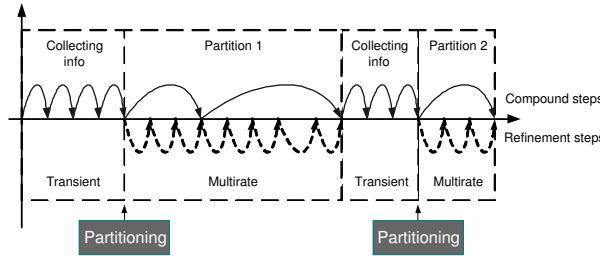 Collecting
info
Partition 1
Collecting
info
Partition 2
Compound steps
Refinement steps
Transient
Multirate
Transient
Multirate
Partitioning
Partitioning